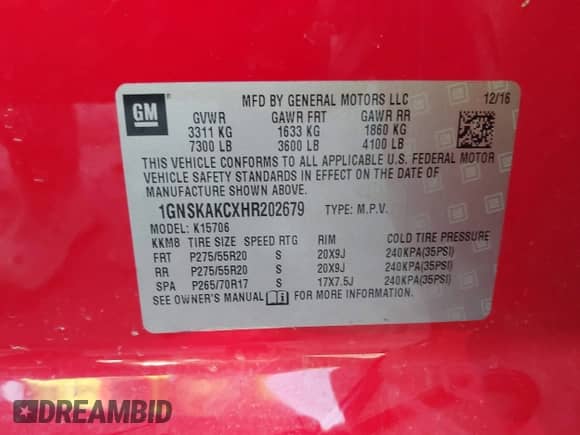 GM
MFD BY GENERAL MOTORS LLC 12/16
GVWR GAWR FRT GAWR RR
3311 KG 1633 KG 1860 KG
7300 LB 3600 LB 4100 LB
THIS VEHICLE CONFORMS TO ALL APPLICABLE U.S. FEDERAL MOTOR
VEHICLE SAFETY STANDARDS IN EFFECT ON THE DATE OF
MANUFACTURE SHOWN ABOVE.
1GNSKAKCXHR202679 TYPE: M.P.V.
MODEL: K15706
KKM8 TIRE SIZE SPEED RTG RIM COLD TIRE PRESSURE
FRT P275/55R20 S 20X9J 240KPA(35PSI)
RR P275/55R20 S 20X9J 240KPA(35PSI)
SPA P265/70R17 S 17X7.5J 240KPA(35PSI)
SEE OWNER'S MANUAL FOR MORE INFORMATION.
DREAMBID